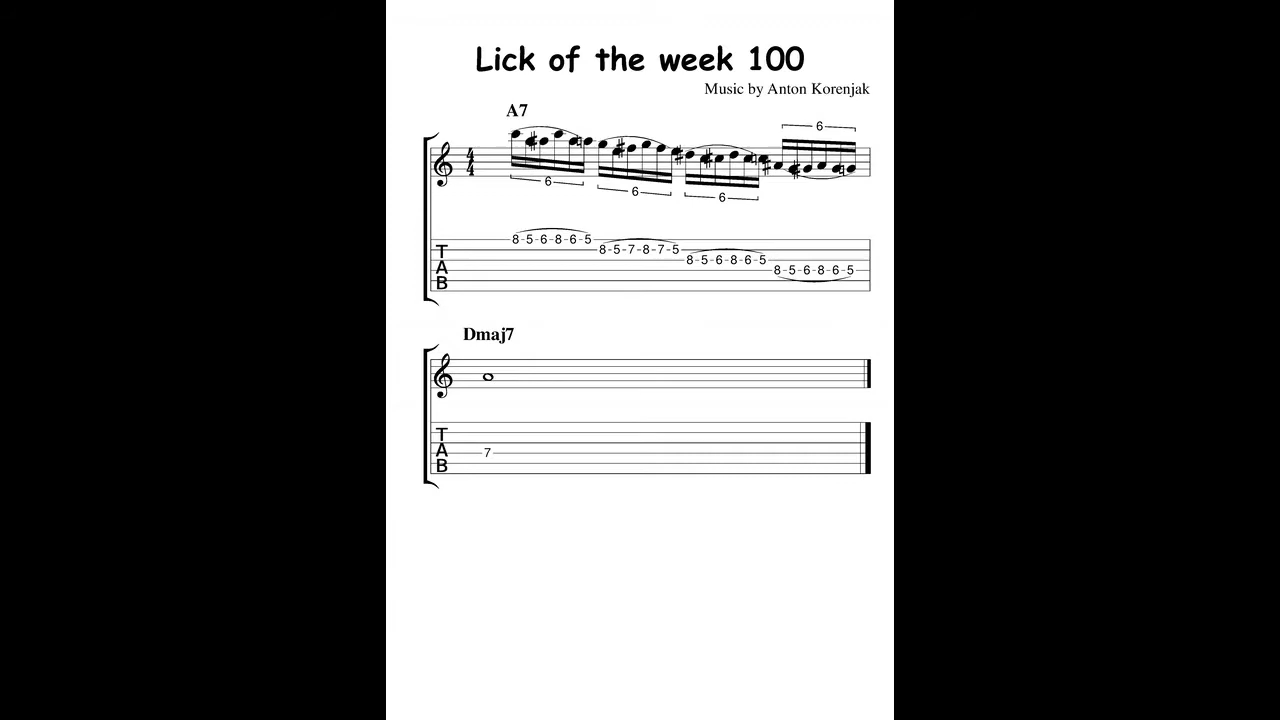 Lick of the week 100
Music by Anton Korenjak
A7
6
6 6 6
4
4
8 5 6 8 6 5
T 8 5 7 8 7 5
8 5 6 8 6 5
A 8 5 6 8 6 5
B
Dmaj7
T
A 7
B